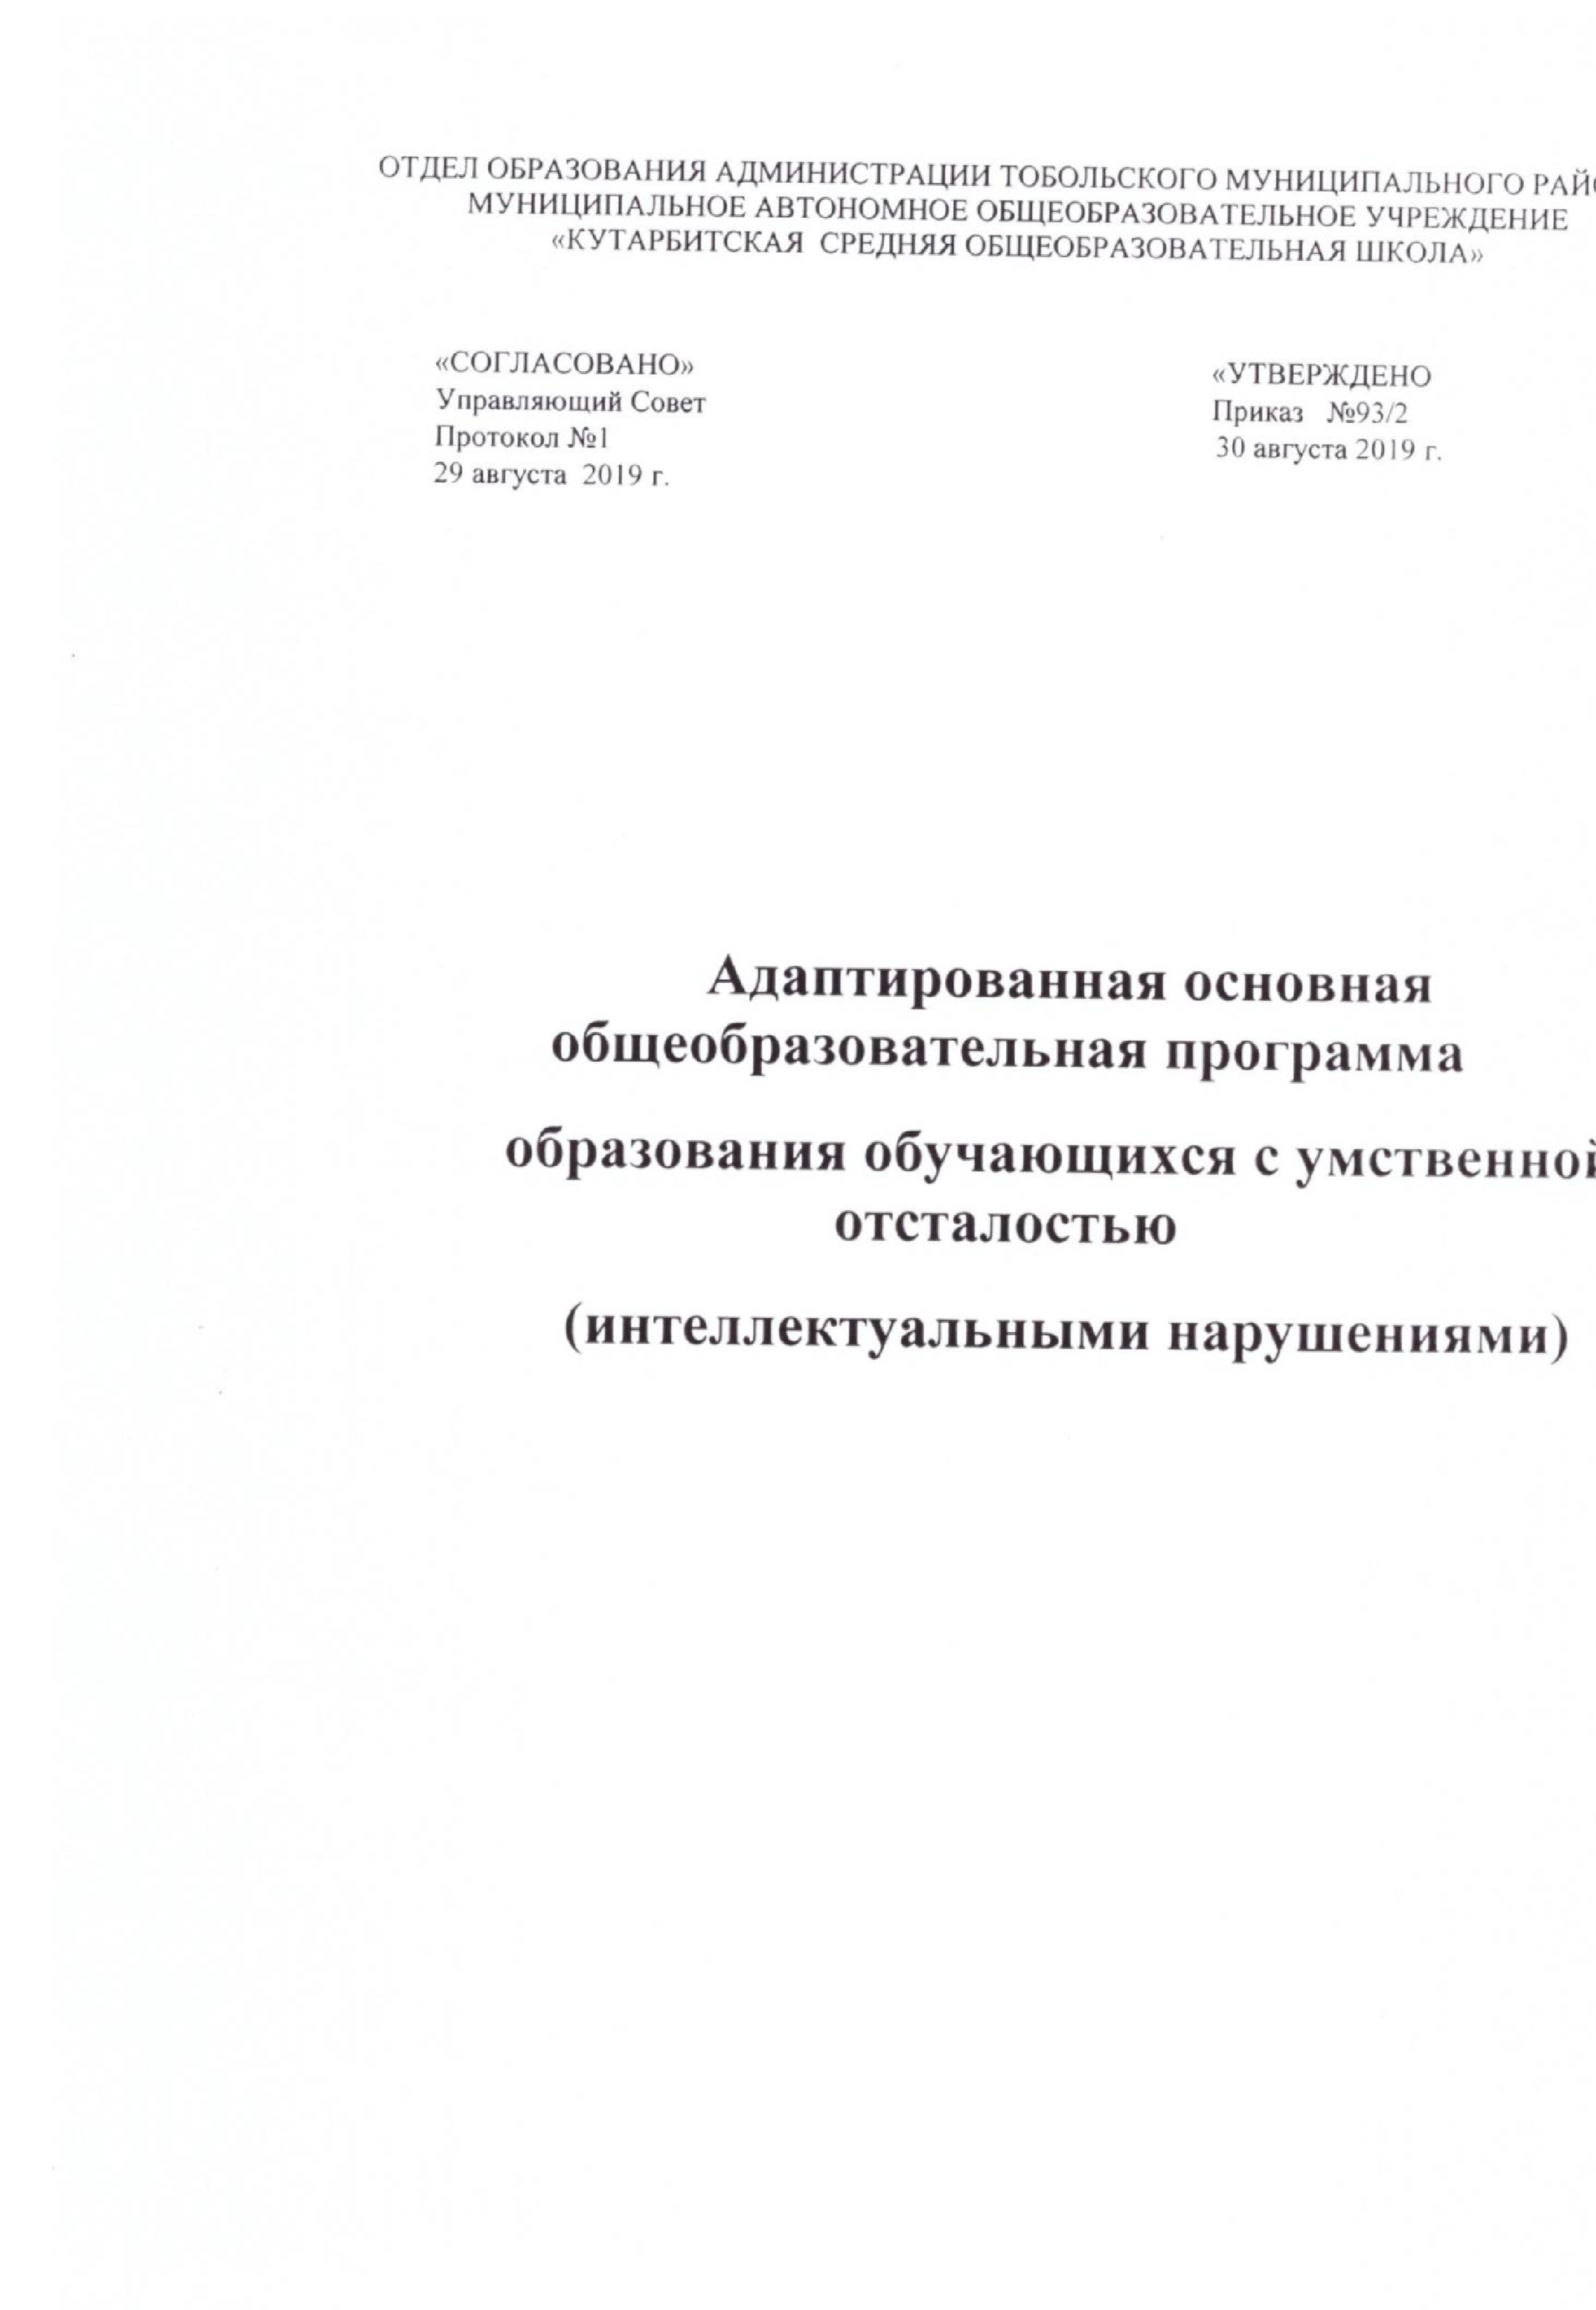 ОТДЕЛ ОБРАЗОВАНИЯ АДМИНИСТРАЦИИ ТОБОЛЬСКОГО МУНИЦИПАЛЬНОГО
МУНИЦИПАЛЬНОЕ АВТОНОМНОЕ ОБЩЕОБРАЗОВАТЕЛЬНОЕ УЧРЕЖДЕНИЕ
«КУТАРБИТСКАЯ СРЕДНЯЯ ОБЩЕОБРАЗОВАТЕЛЬНАЯ ШКОЛА»
«СОГЛАСОВАНО»
Управляющий Совет
Протокол №1
29 августа 2019 г.
«УТВЕРЖДЕНО
Приказ №93/2
30 августа 2019 г.
Адаптированная основная
общеобразовательная программа
образования обучающихся с умственной
отсталостью
(интеллектуальными нарушениями)